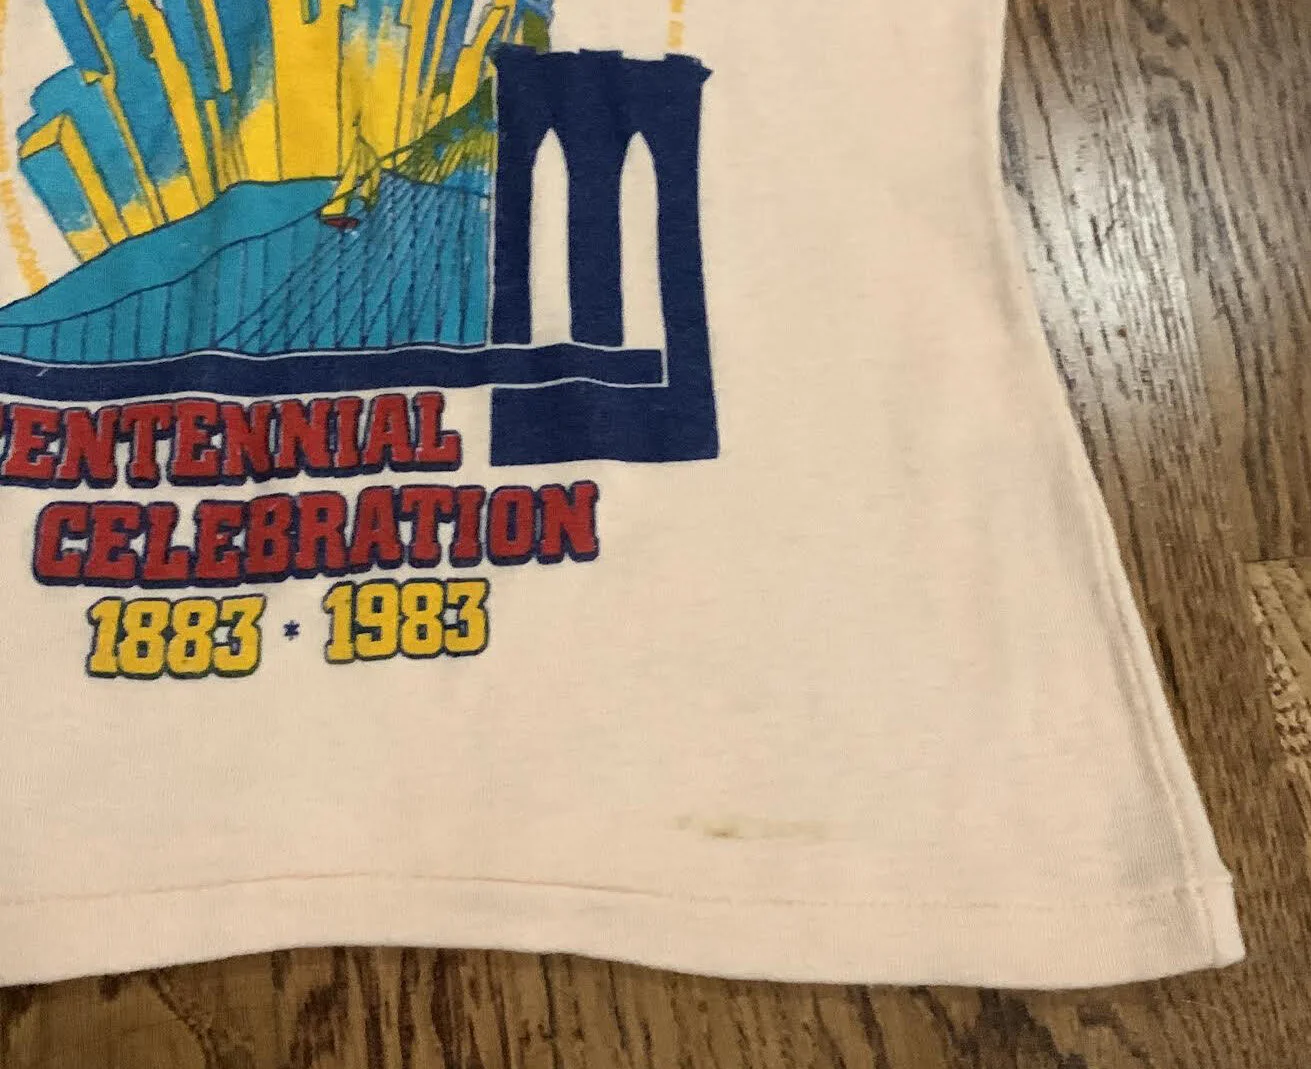 ENTENNIAL
CELEBRATION
1883 * 1983